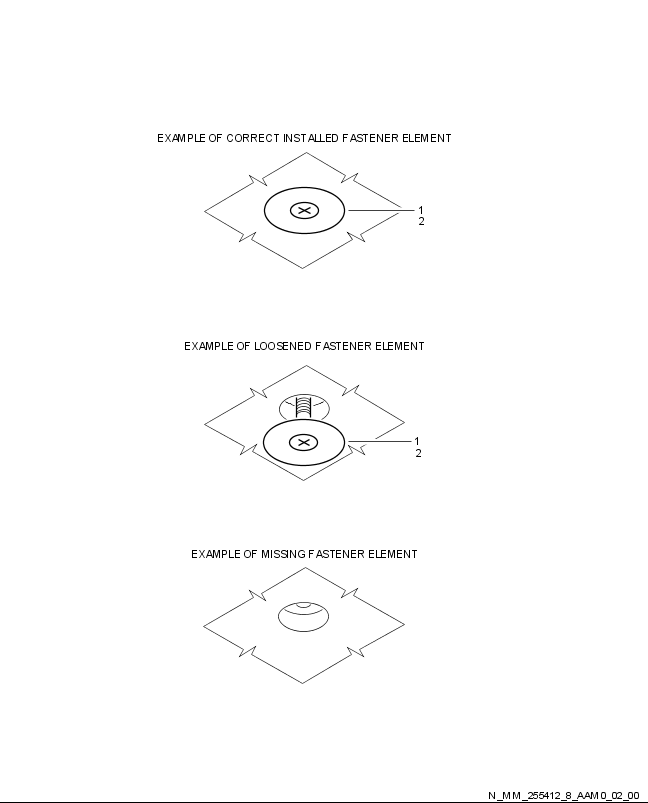 EXAMPLE OF CORRECT INSTALLED FASTENER ELEMENT
1
2
EXAMPLE OF LOOSENED FASTENER ELEMENT
1
2
EXAMPLE OF MISSING FASTENER ELEMENT
N_MM_255412_8_AAM0_02_00